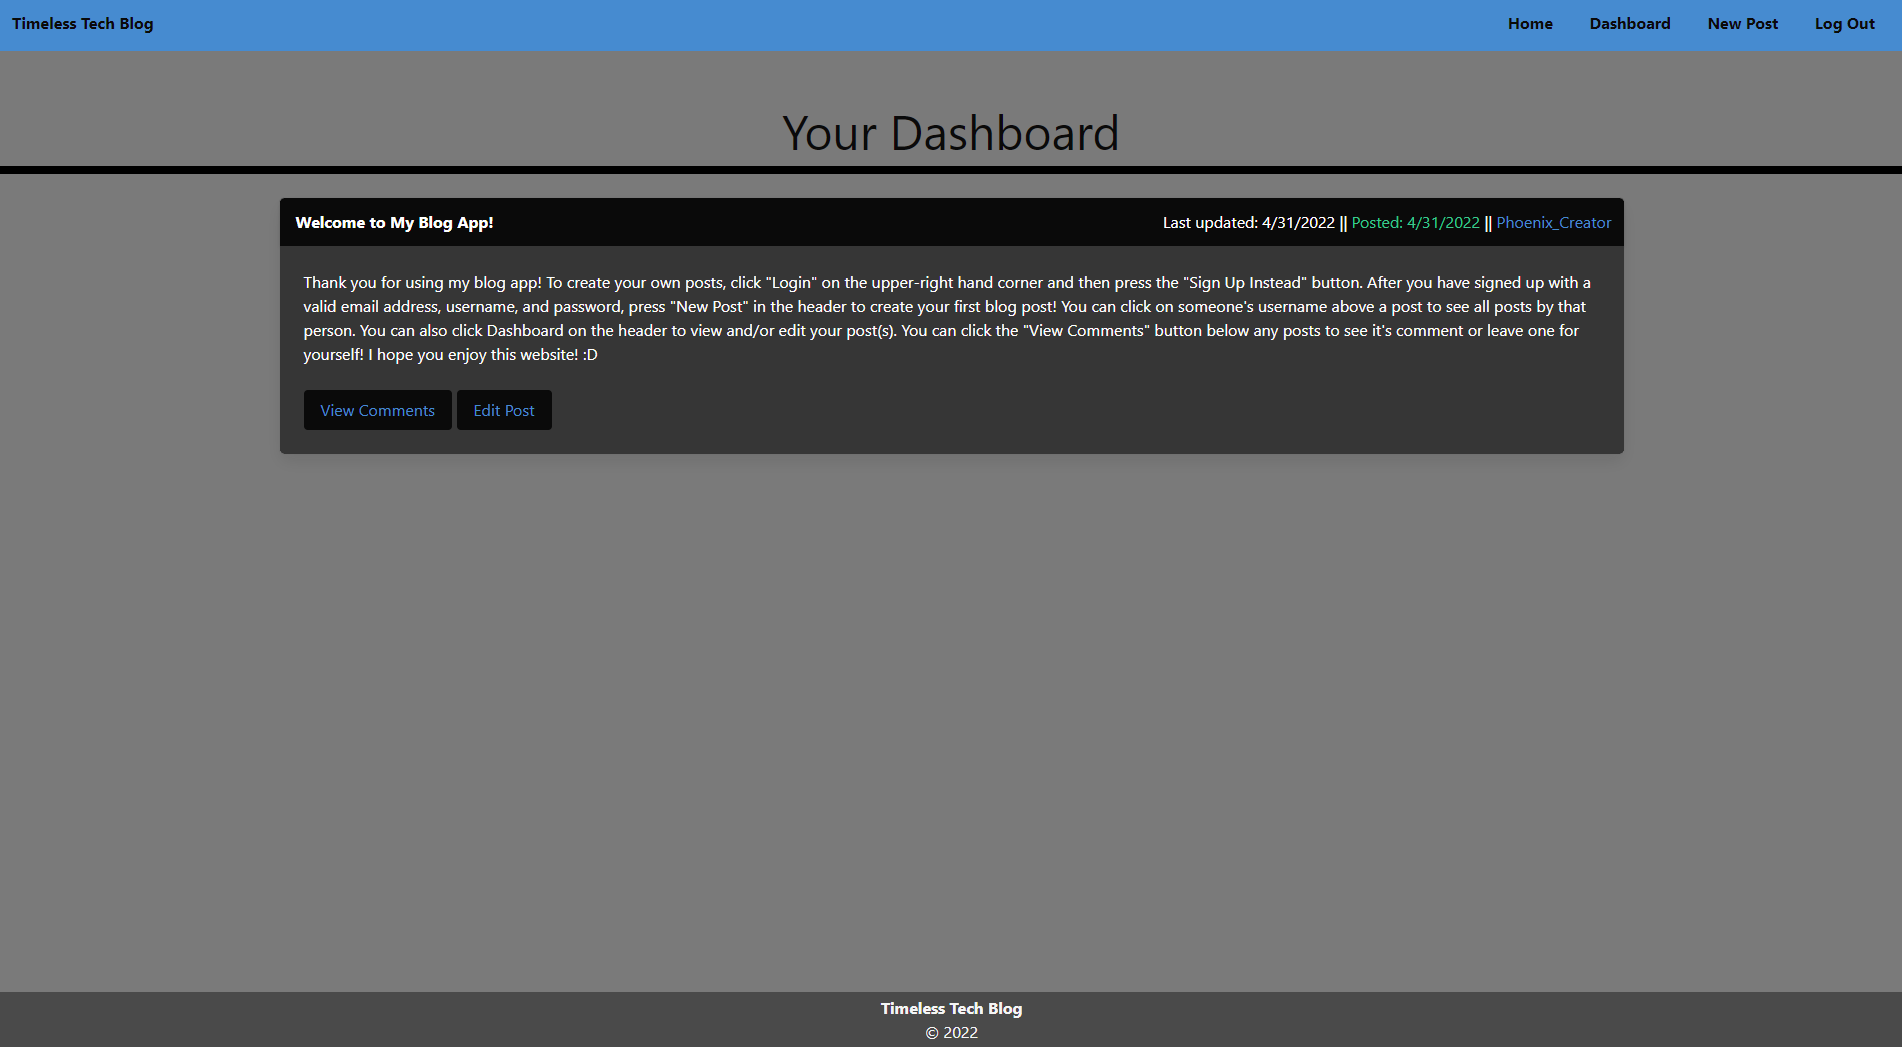 Timeless Tech Blog
Home Dashboard New Post Log Out
Your Dashboard
Welcome to My Blog App!
Last updated: 4/31/2022 || Posted: 4/31/2022 || Phoenix_Creator
Thank you for using my blog app! To create your own posts, click "Login" on the upper-right hand corner and then press the "Sign Up Instead" button. After you have signed up with a
valid email address, username, and password, press "New Post" in the header to create your first blog post! You can click on someone's username above a post to see all posts by that
person. You can also click Dashboard on the header to view and/or edit your post(s). You can click the "View Comments" button below any posts to see it's comment or leave one for
yourself! I hope you enjoy this website! :D
View Comments Edit Post
Timeless Tech Blog
© 2022